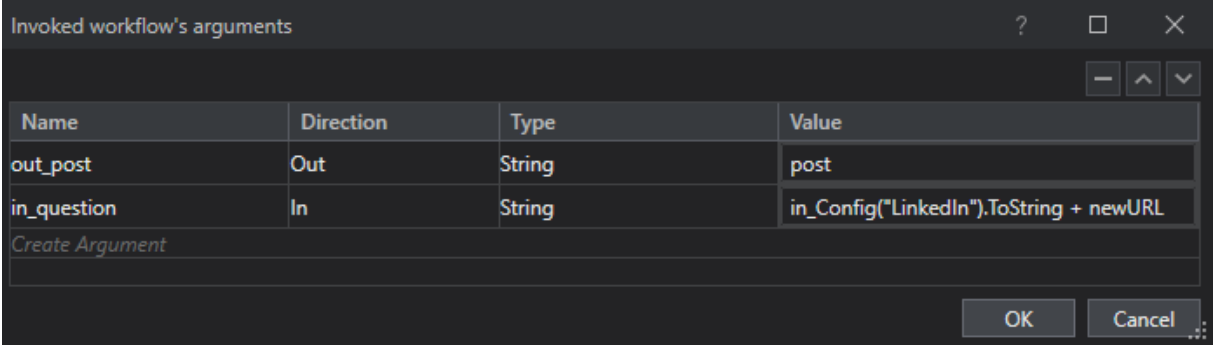 Invoked workflow's arguments ?
Name Direction Type Value
out_post Out String post
in_question In String in_Config("LinkedIn").ToString + newURL
Create Argument
OK Cancel